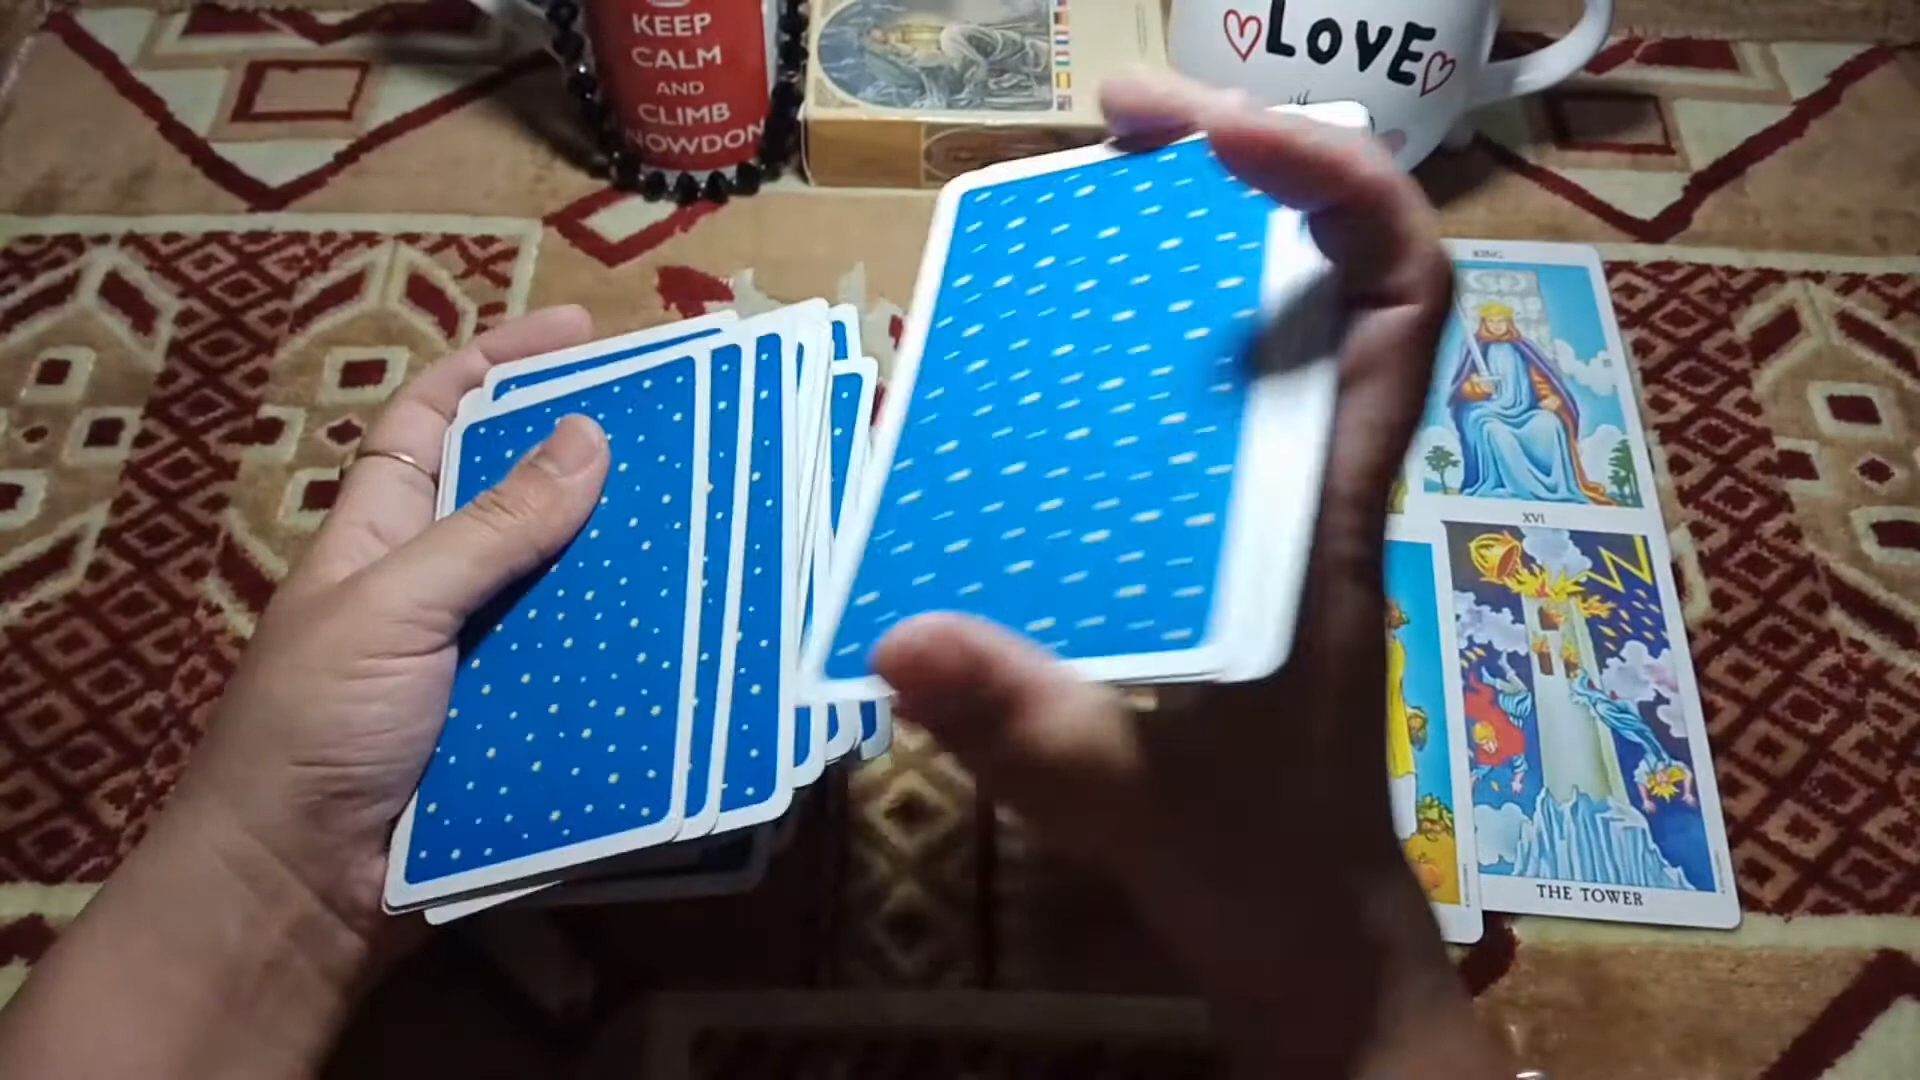 KEEP
CALM
AND
CLIMB
NOWDON
LOVE
KING
XVI
THE TOWER